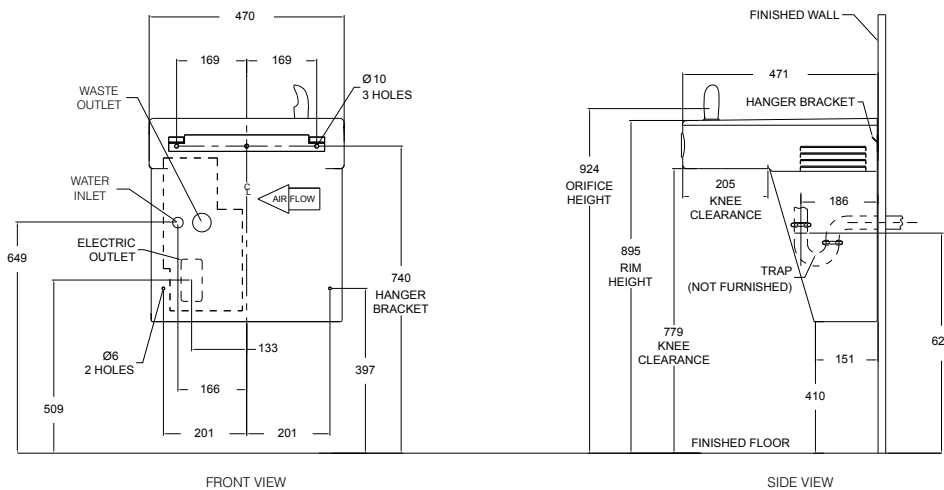 470
FINISHED WALL
169
169
Ø10
3 HOLES
WASTE
OUTLET
471
HANGER BRACKET
WATER
INLET
CL
AIR FLOW
924
ORIFICE
HEIGHT
205
KNEE
CLEARANCE
186
ELECTRIC
OUTLET
649
740
HANGER
BRACKET
895
RIM
HEIGHT
TRAP
(NOT FURNISHED)
779
KNEE
CLEARANCE
62
133
Ø6
2 HOLES
397
151
166
509
410
201
201
FINISHED FLOOR
FRONT VIEW
SIDE VIEW